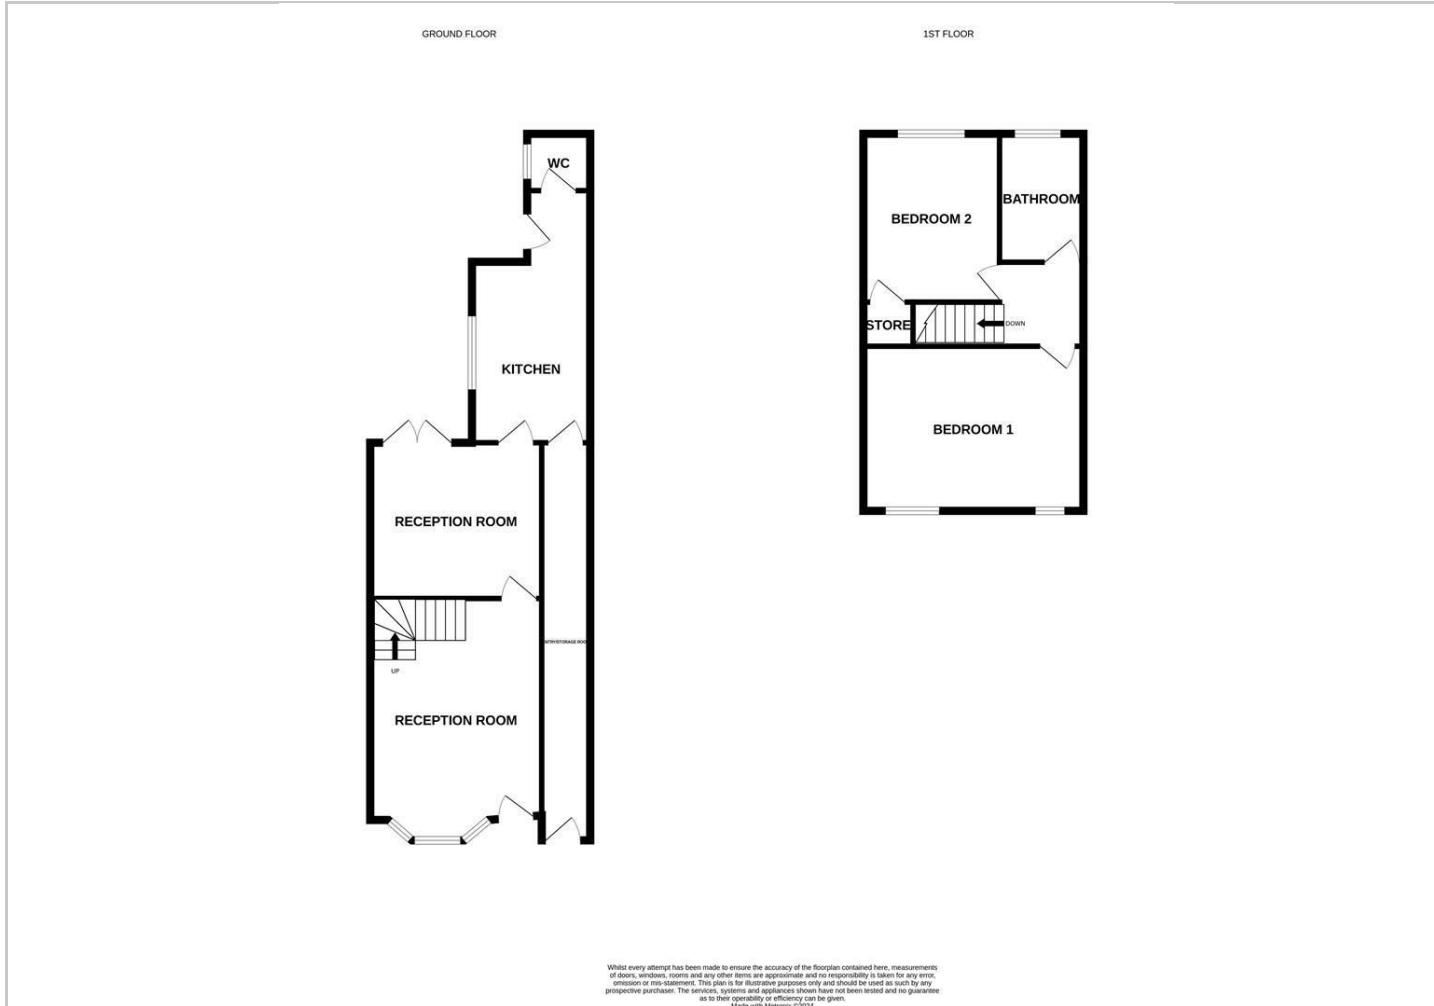 GROUND FLOOR
1ST FLOOR
WC
KITCHEN
RECEPTION ROOM
UP
RECEPTION ROOM
BEDROOM 2
BATHROOM
STORE
DOWN
BEDROOM 1
Whilst every attempt has been made to ensure the accuracy of the floorplan contained here, measurements
of doors, windows, rooms and any other items are approximate and no responsibility is taken for any error,
omission or mis-statement. This plan is for illustrative purposes only and should be used as such by any
prospective purchaser. The services, systems and appliances shown have not been tested and no guarantee
as to their operability or efficiency can be given.
Made with Metropix ©2024